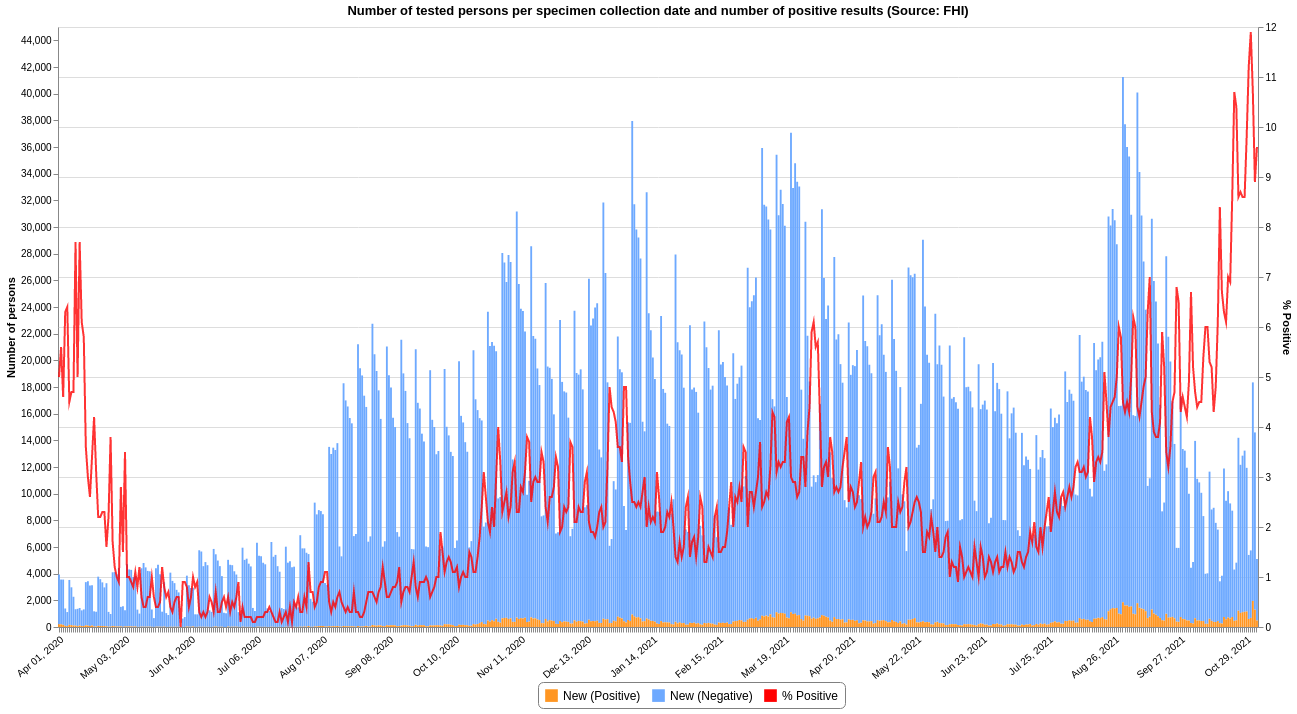 Number of tested persons per specimen collection date and number of positive results (Source: FHI)
Number of persons
44,000
42,000
40,000
38,000
36,000
34,000
32,000
30,000
28,000
26,000
24,000
22,000
20,000
18,000
16,000
14,000
12,000
10,000
8,000
6,000
4,000
2,000
0
12
11
10
9
8
7
6
5
4
3
2
1
0
% Positive
Apr 01, 2020
May 03, 2020
Jun 04, 2020
Jul 06, 2020
Aug 07, 2020
Sep 08, 2020
Oct 10, 2020
Nov 11, 2020
Dec 13, 2020
Jan 14, 2021
Feb 15, 2021
Mar 19, 2021
Apr 20, 2021
May 22, 2021
Jun 23, 2021
Jul 25, 2021
Aug 26, 2021
Sep 27, 2021
Oct 29, 2021
New (Positive)
New (Negative)
% Positive